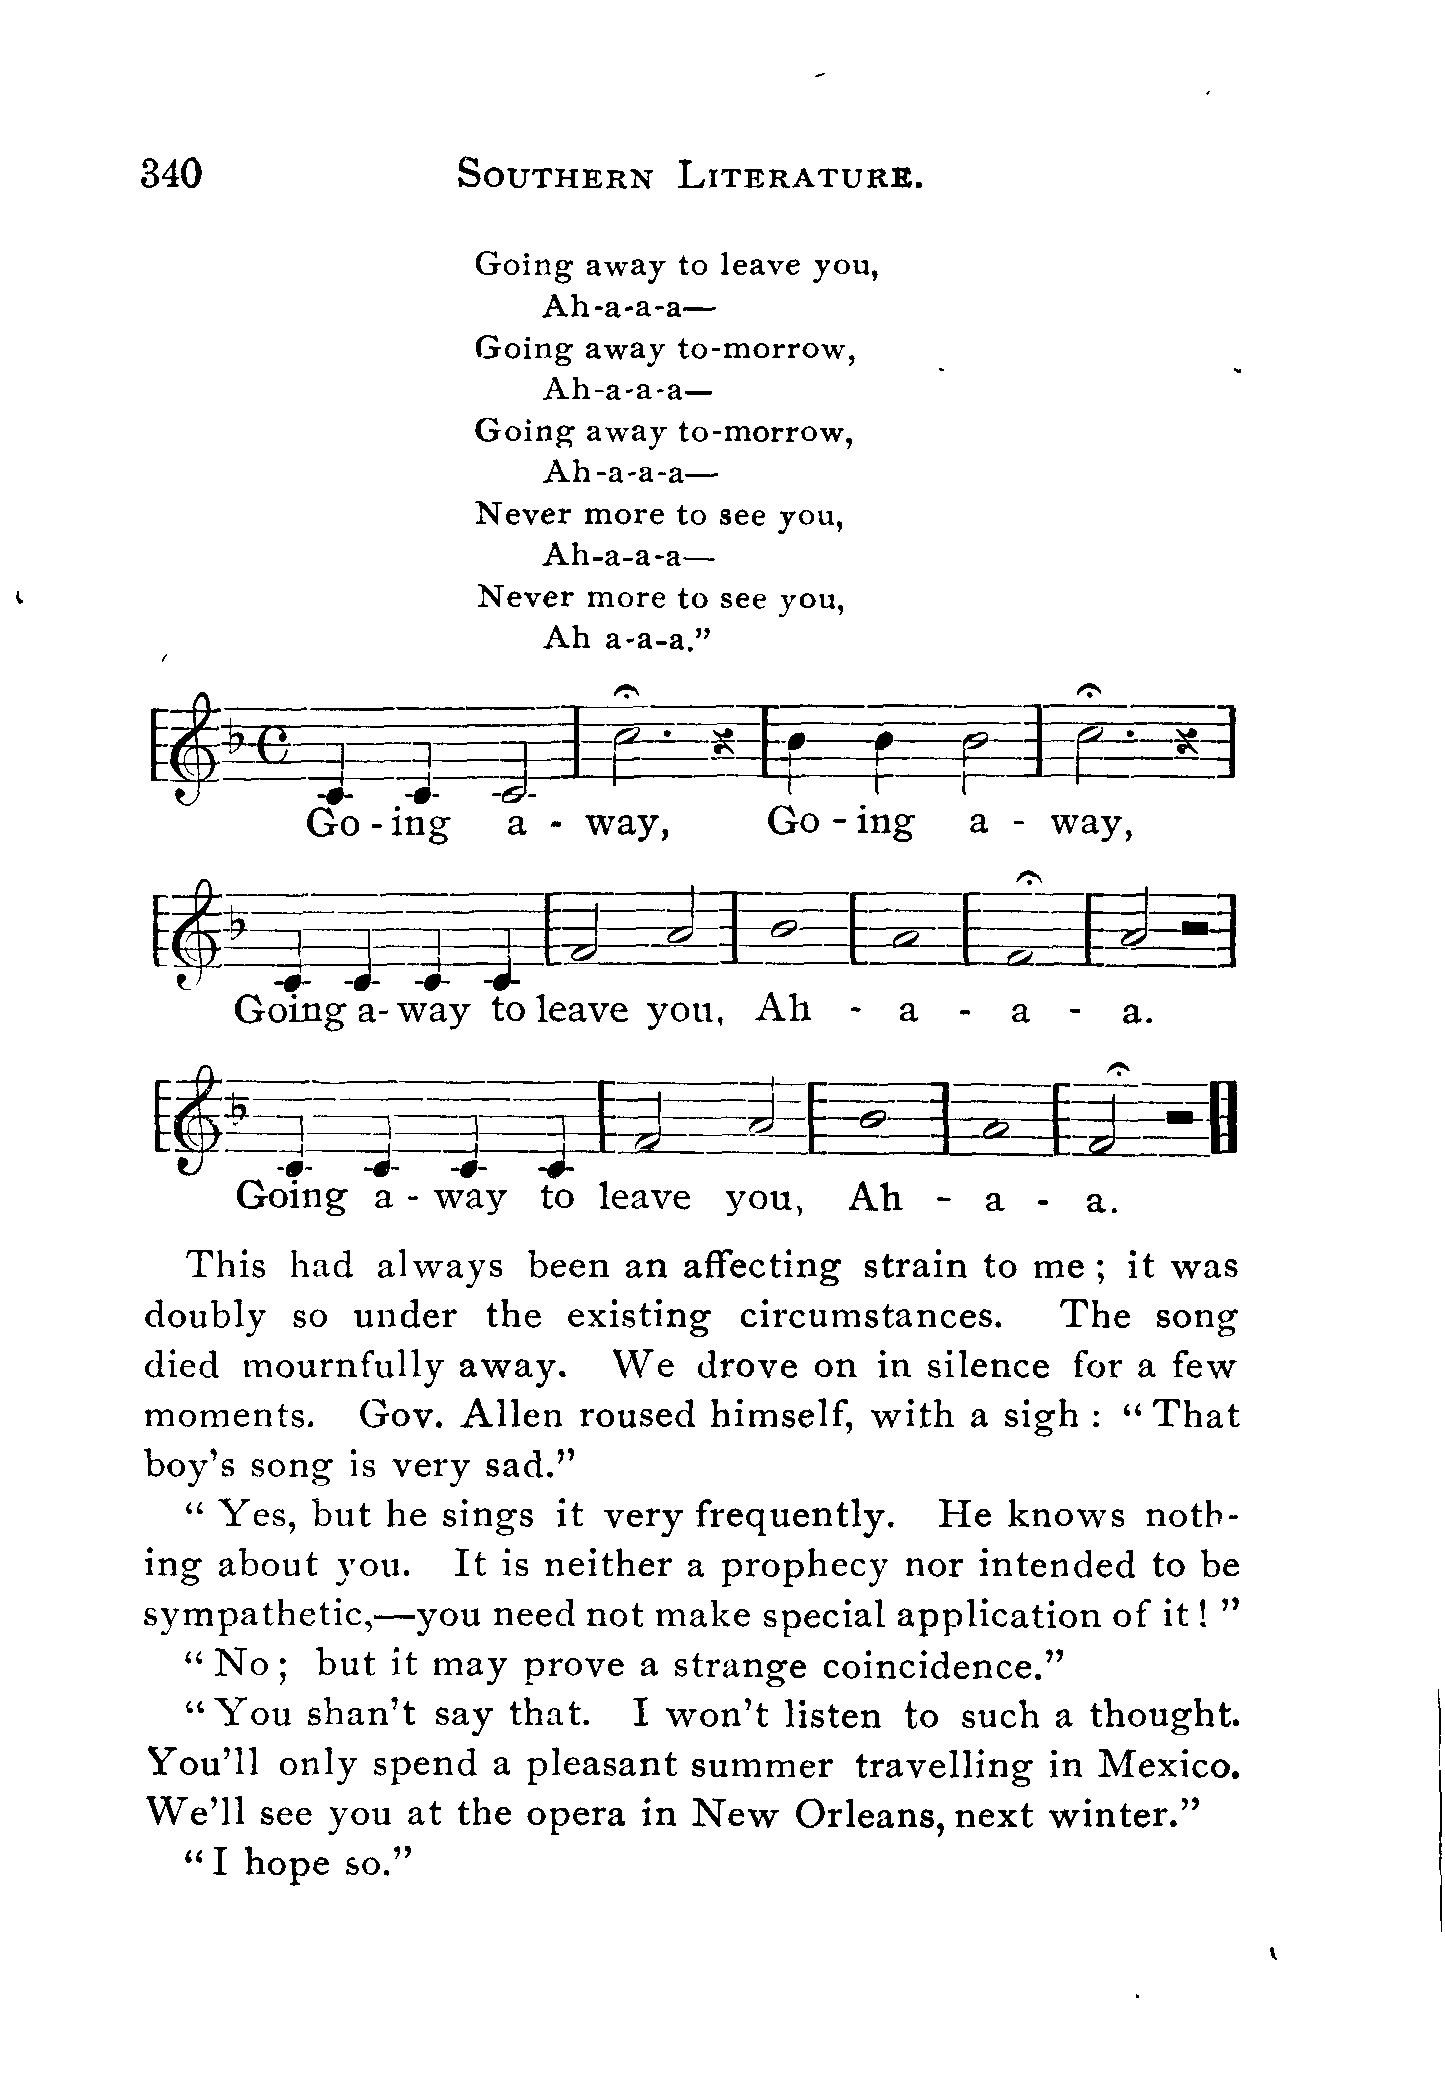 340 SOUTHERN LITERATURE.
Going away to leave you,
Ah-a-a-a—
Going away to-morrow,
Ah-a-a-a—
Going away to-morrow,
Ah-a-a-a—
Never more to see you,
Ah-a-a-a—
Never more to see you,
Ah a-a-a.”
Go - ing a - way, Go - ing a - way,
Going a- way to leave you, Ah - a - a - a.
Going a - way to leave you, Ah - a - a.
This had always been an affecting strain to me ; it was
doubly so under the existing circumstances. The song
died mournfully away. We drove on in silence for a few
moments. Gov. Allen roused himself, with a sigh : “ That
boy’s song is very sad.”
“ Yes, but he sings it very frequently. He knows noth-
ing about you. It is neither a prophecy nor intended to be
sympathetic,—you need not make special application of it ! ”
“ No ; but it may prove a strange coincidence.”
“ You shan’t say that. I won’t listen to such a thought.
You’ll only spend a pleasant summer travelling in Mexico.
We’ll see you at the opera in New Orleans, next winter.”
“ I hope so.”